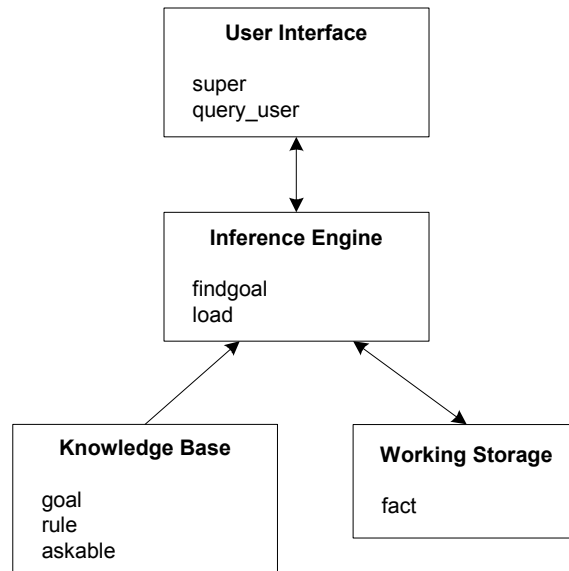 User Interface
super
query_user
Inference Engine
findgoal
load
Knowledge Base
goal
rule
askable
Working Storage
fact